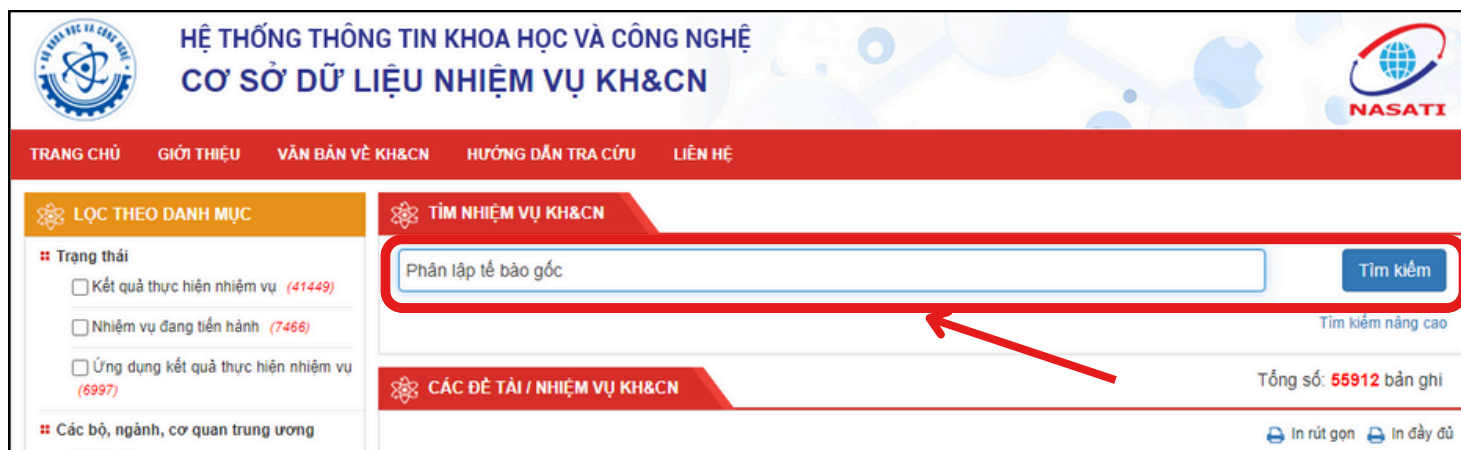 HỆ THỐNG THÔNG TIN KHOA HỌC VÀ CÔNG NGHỆ
CƠ SỞ DỮ LIỆU NHIỆM VỤ KH&CN
NASATI
TRANG CHỦ GIỚI THIỆU VĂN BẢN VỀ KH&CN HƯỚNG DẪN TRA CỨU LIÊN HỆ
LỌC THEO DANH MỤC
Trạng thái
Kết quả thực hiện nhiệm vụ (41449)
Nhiệm vụ đang tiến hành (7466)
Ứng dụng kết quả thực hiện nhiệm vụ
(6997)
Các bộ, ngành, cơ quan trung ương
TÌM NHIỆM VỤ KH&CN
Phân lập tế bào gốc
Tìm kiếm
Tìm kiếm nâng cao
CÁC ĐỀ TÀI / NHIỆM VỤ KH&CN
Tổng số: 55912 bản ghi
In rút gọn In đầy đủ